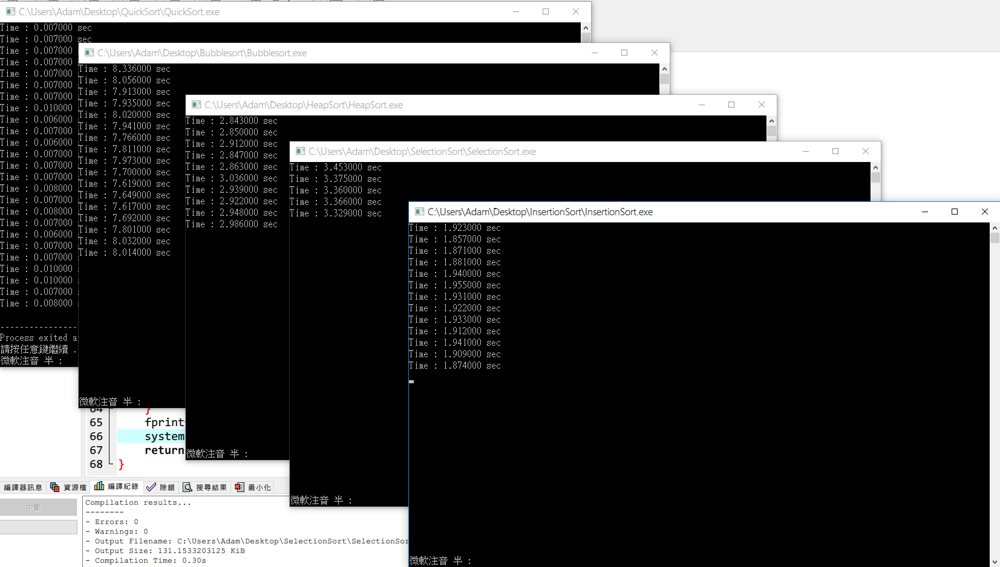 C:\Users\Adam\Desktop\QuickSort\QuickSort.exe
Time : 0.007000 sec
Time : 0.007000 sec
Time : 0.007000
Time : 0.007000
Time : 0.007000
Time : 0.007000
Time : 0.007000
Time : 0.010000
Time : 0.006000
Time : 0.007000
Time : 0.006000
Time : 0.007000
Time : 0.007000
Time : 0.007000
Time : 0.008000
Time : 0.007000
Time : 0.008000
Time : 0.007000
Time : 0.006000
Time : 0.007000
Time : 0.007000
Time : 0.010000
Time : 0.010000
Time : 0.007000
Time : 0.008000
----------------
Process exited a
請按任意鍵繼續 .
微軟注音 半 :
C:\Users\Adam\Desktop\Bubblesort\Bubblesort.exe
Time : 8.336000 sec
Time : 8.056000 sec
Time : 7.913000 sec
Time : 7.935000 sec
Time : 8.020000 sec
Time : 7.941000 sec
Time : 7.766000 sec
Time : 7.811000 sec
Time : 7.973000 sec
Time : 7.700000 sec
Time : 7.619000 sec
Time : 7.649000 sec
Time : 7.617000 sec
Time : 7.692000 sec
Time : 7.801000 sec
Time : 8.032000 sec
Time : 8.014000 sec
微軟注音 半 :
C:\Users\Adam\Desktop\HeapSort\HeapSort.exe
Time : 2.843000 sec
Time : 2.850000 sec
Time : 2.912000 sec
Time : 2.847000 sec
Time : 2.863000 sec
Time : 3.036000 sec
Time : 2.939000 sec
Time : 2.922000 sec
Time : 2.948000 sec
Time : 2.986000 sec
微軟注音 半 :
C:\Users\Adam\Desktop\SelectionSort\SelectionSort.exe
Time : 3.453000 sec
Time : 3.375000 sec
Time : 3.360000 sec
Time : 3.366000 sec
Time : 3.329000 sec
微軟注音 半 :
C:\Users\Adam\Desktop\InsertionSort\InsertionSort.exe
Time : 1.923000 sec
Time : 1.857000 sec
Time : 1.871000 sec
Time : 1.881000 sec
Time : 1.940000 sec
Time : 1.955000 sec
Time : 1.931000 sec
Time : 1.922000 sec
Time : 1.933000 sec
Time : 1.912000 sec
Time : 1.941000 sec
Time : 1.909000 sec
Time : 1.874000 sec
微軟注音 半 :
64 }
65 fprint
66 system
67 return
68 }
編譯器訊息 資源檔 編譯紀錄 除錯 搜尋結果 最小化
中斷
Compilation results...
--------
- Errors: 0
- Warnings: 0
- Output Filename: C:\Users\Adam\Desktop\SelectionSort\SelectionSor
- Output Size: 131.1533203125 KiB
- Compilation Time: 0.30s